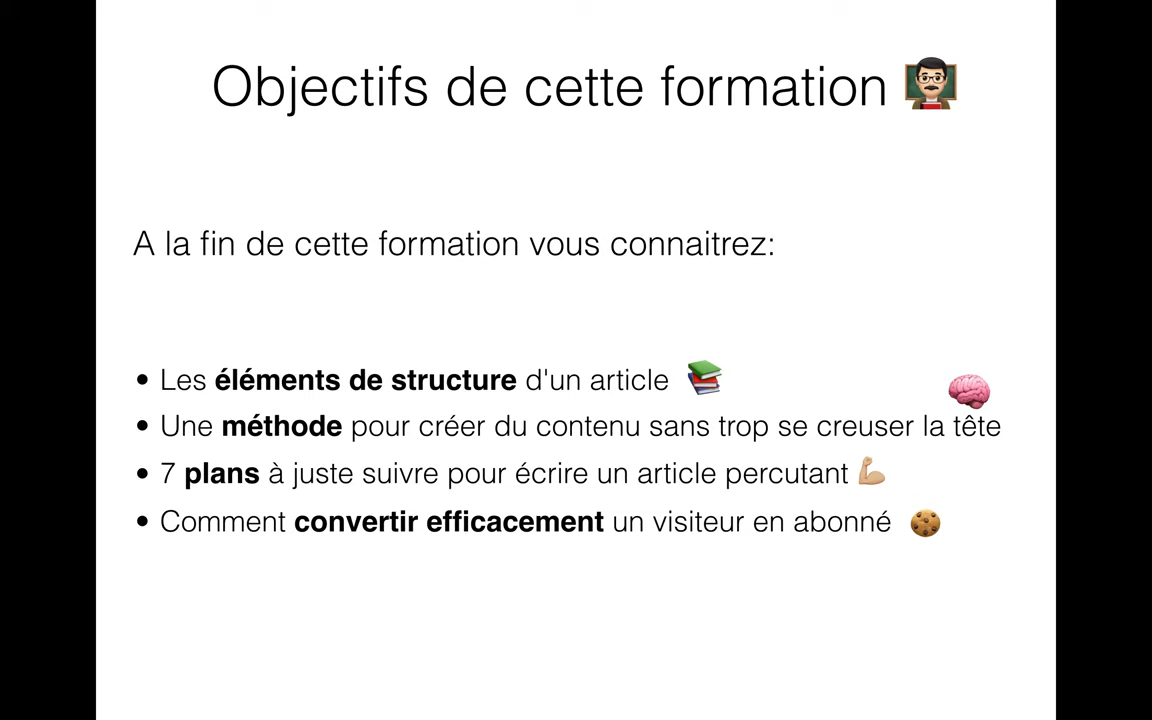 Objectifs de cette formation 👨🏻‍🏫
A la fin de cette formation vous connaitrez:
• Les éléments de structure d'un article 📚
• Une méthode pour créer du contenu sans trop se creuser la tête 🧠
• 7 plans à juste suivre pour écrire un article percutant 💪🏼
• Comment convertir efficacement un visiteur en abonné 🍪